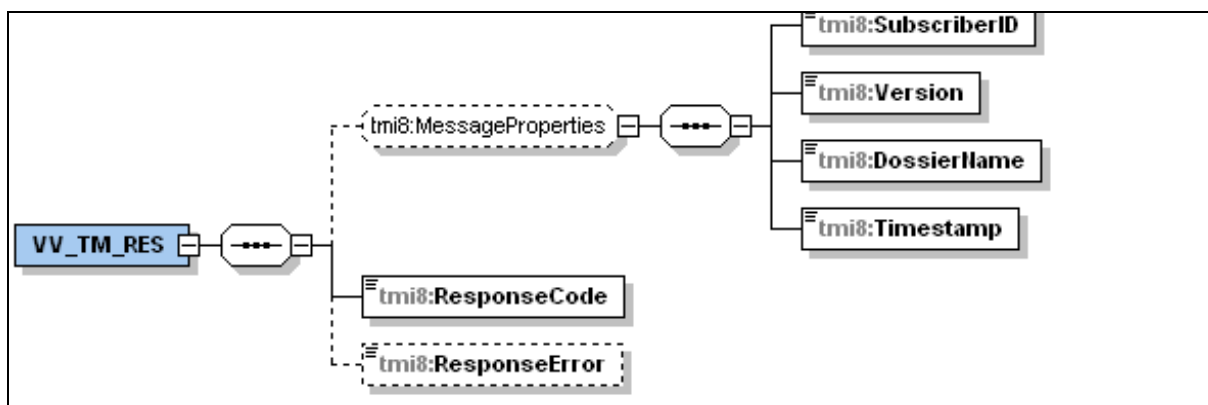 tmi8:SubscriberID
tmi8:Version
tmi8:MessageProperties
tmi8:DossierName
tmi8:Timestamp
VV_TM_RES
tmi8:ResponseCode
tmi8:ResponseError